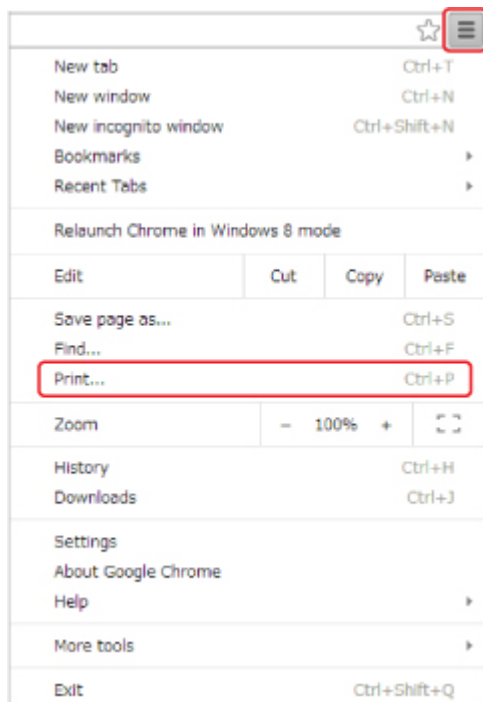 New tab Ctrl+T
New window Ctrl+N
New incognito window Ctrl+Shift+N
Bookmarks
Recent Tabs
Relaunch Chrome in Windows 8 mode
Edit Cut Copy Paste
Save page as... Ctrl+S
Find... Ctrl+F
Print... Ctrl+P
Zoom − 100% +
History Ctrl+H
Downloads Ctrl+J
Settings
About Google Chrome
Help
More tools
Exit Ctrl+Shift+Q